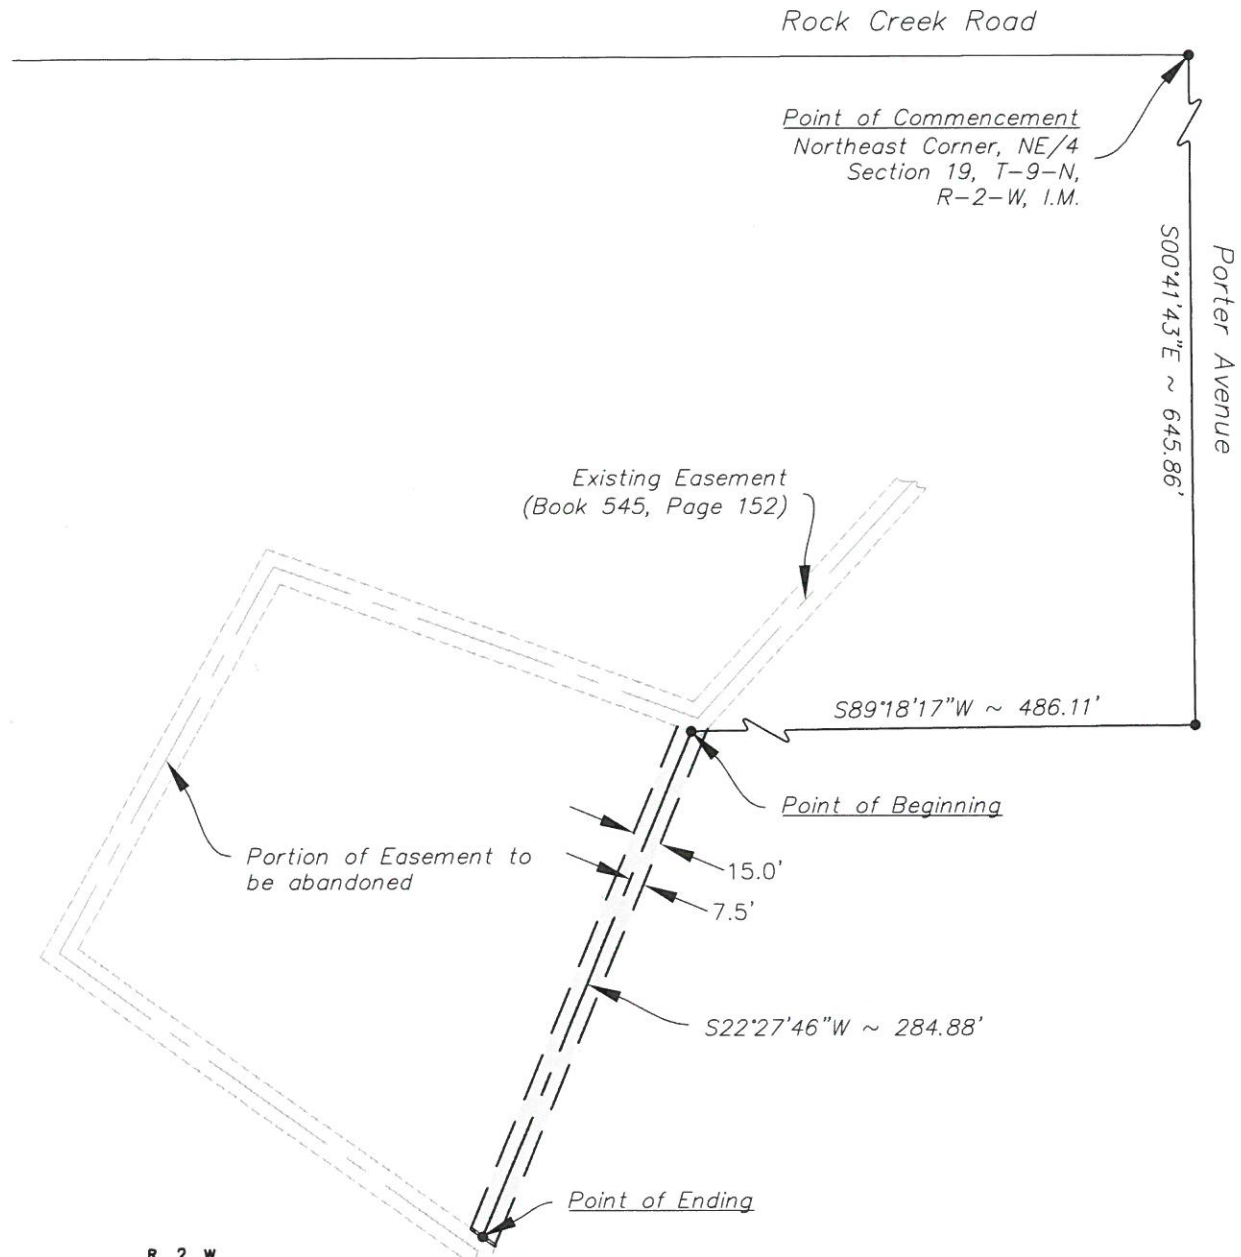 Rock Creek Road
Point of Commencement
Northeast Corner, NE/4
Section 19, T-9-N,
R-2-W, I.M.
Porter Avenue
S00°41'43"E ~ 645.86'
Existing Easement
(Book 545, Page 152)
S89°18'17"W ~ 486.11'
Point of Beginning
Portion of Easement to
be abandoned
15.0'
7.5'
S22°27'46"W ~ 284.88'
Point of Ending
R 2 W